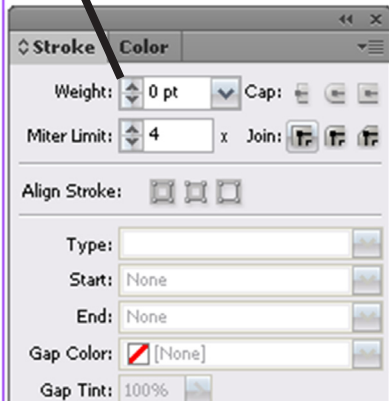 Stroke Color
Weight: 0 pt Cap:
Miter Limit: 4 x Join:
Align Stroke:
Type:
Start: None
End: None
Gap Color: [None]
Gap Tint: 100%